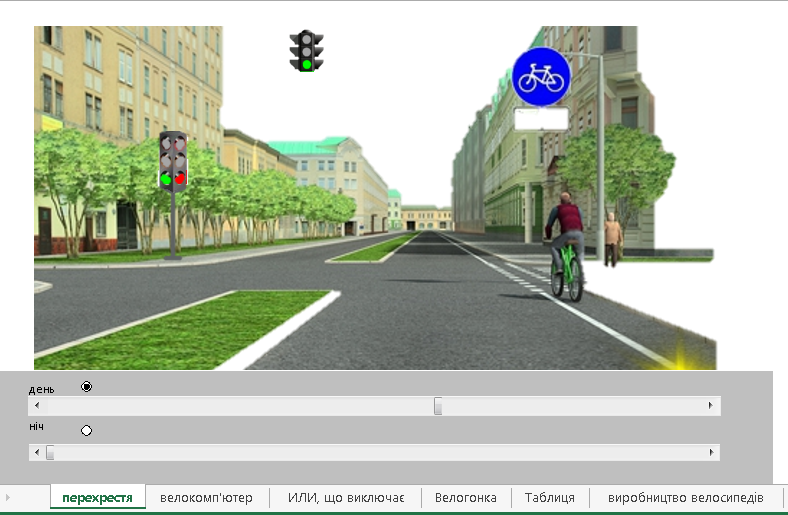 день
ніч
перехрестя
велокомп'ютер
ИЛИ, що виключає
Велогонка
Таблиця
виробництво велосипедів